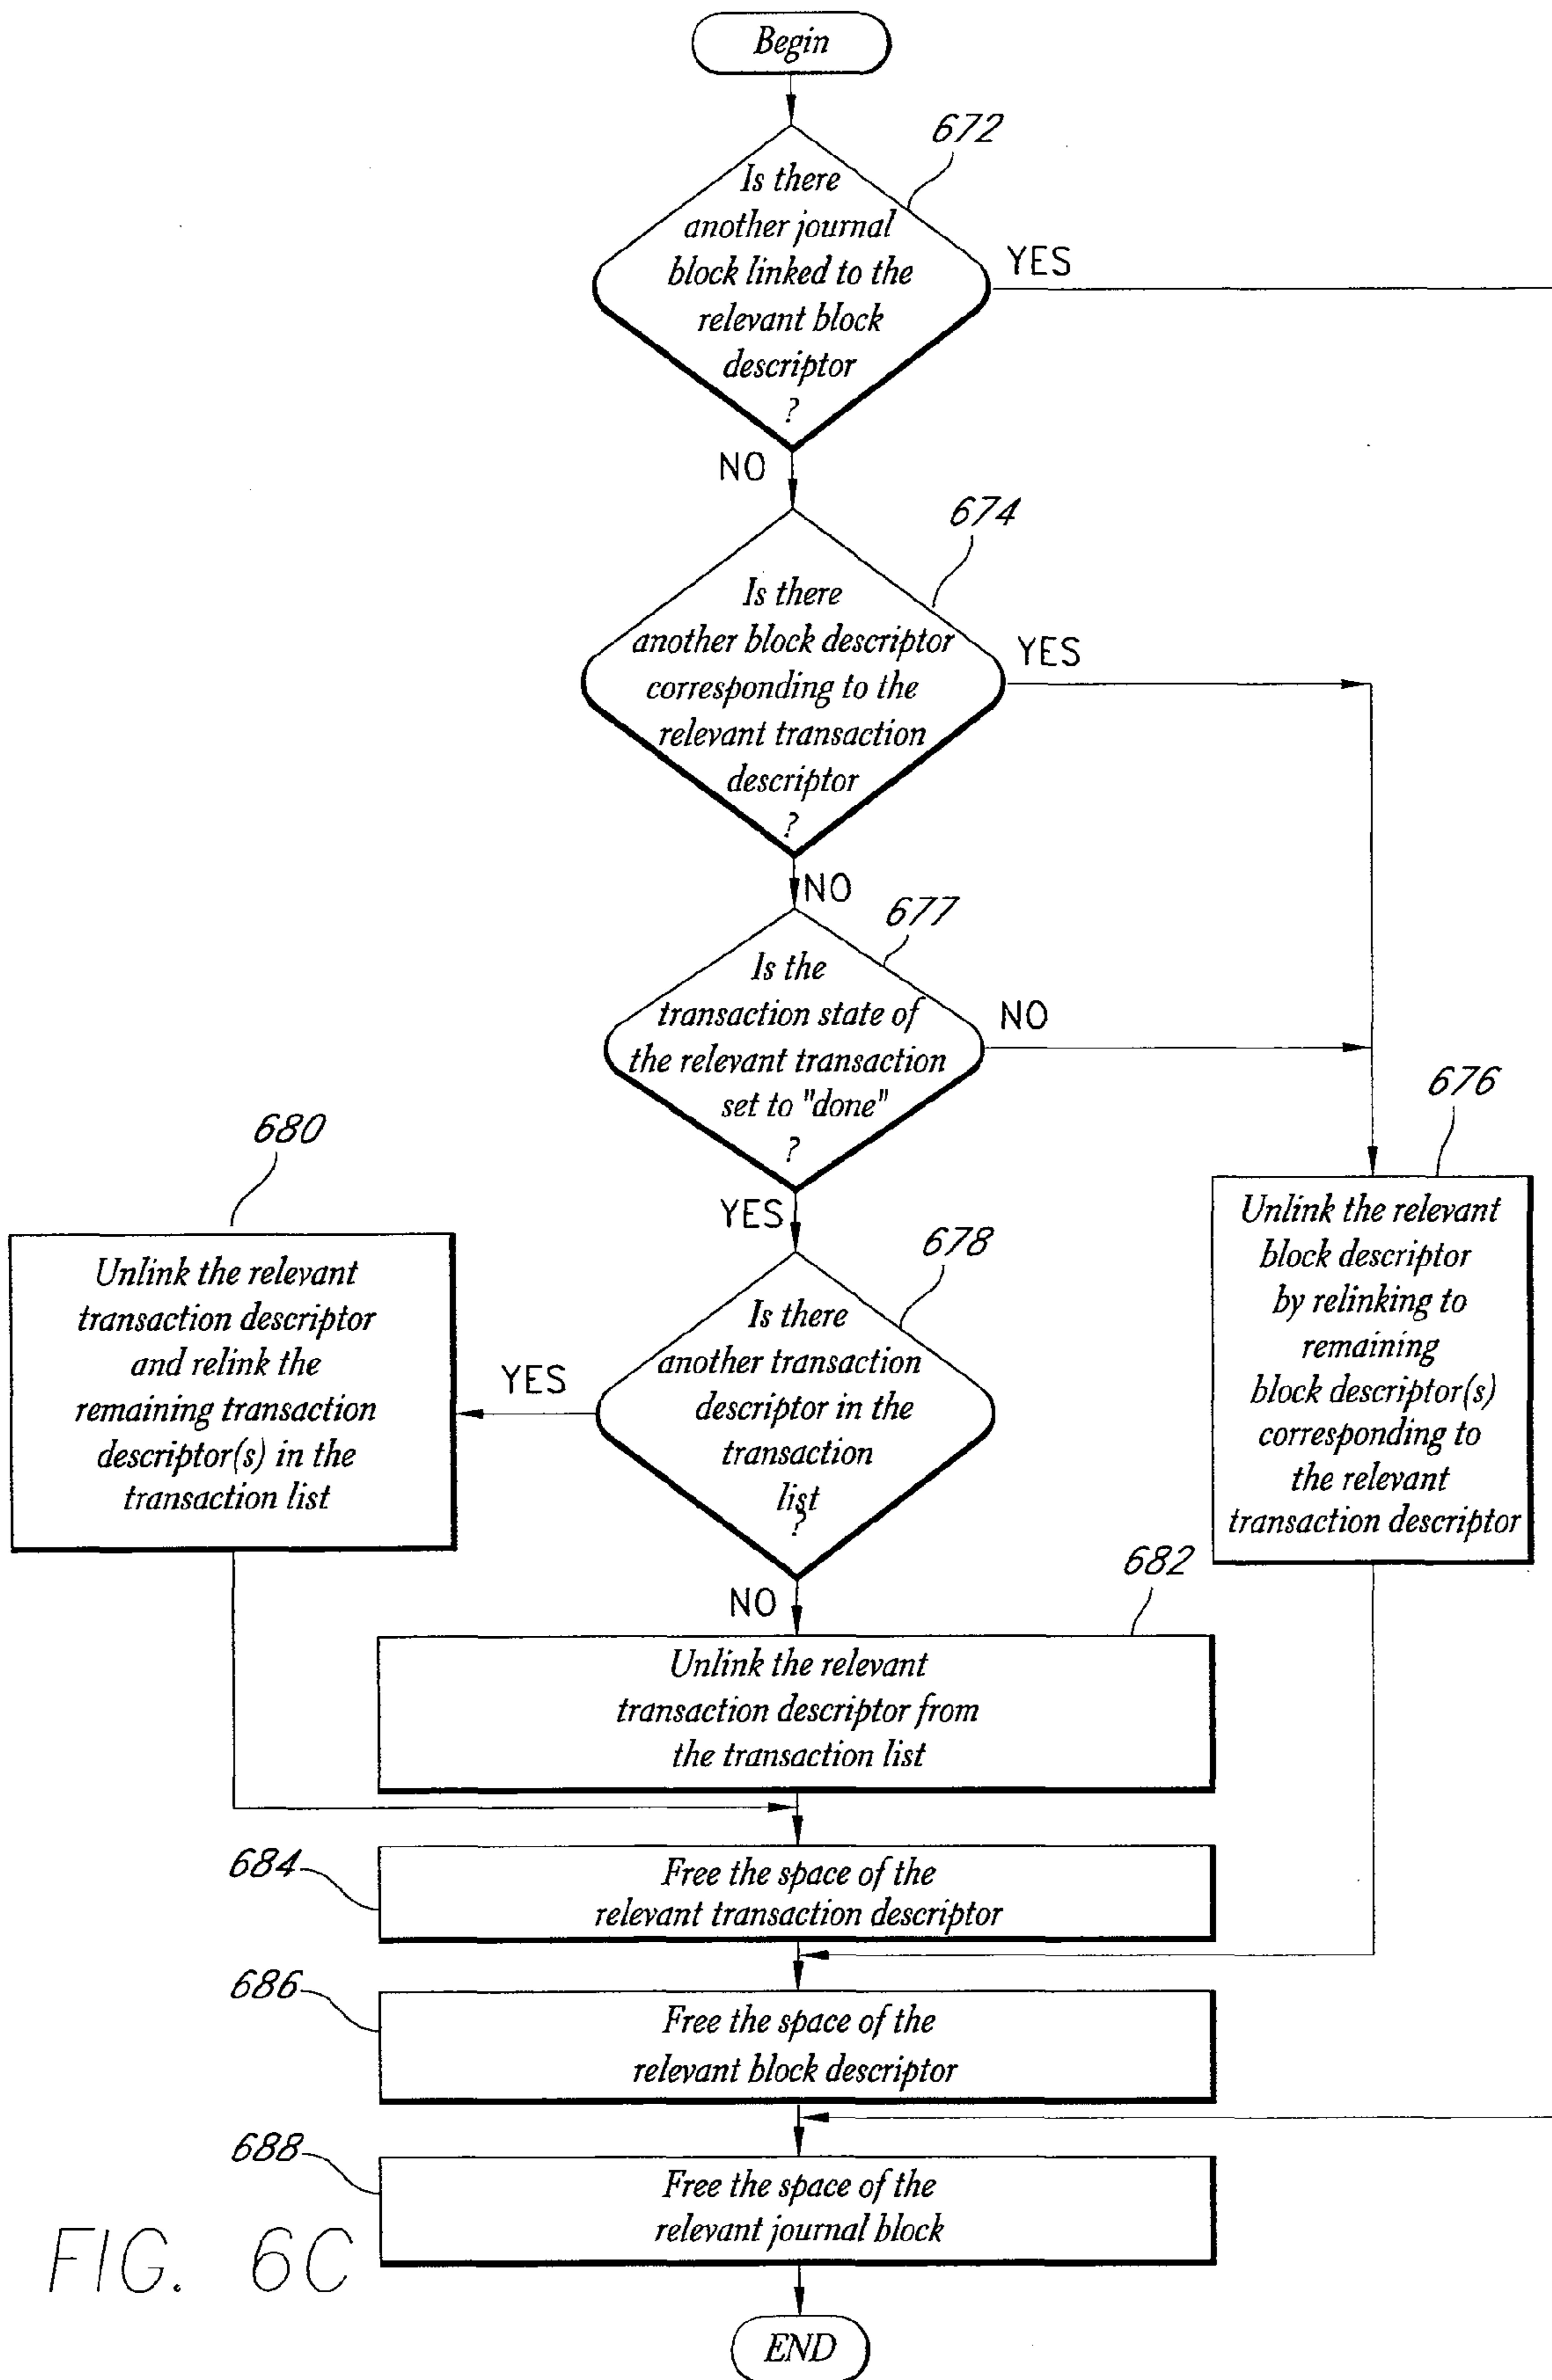 Begin
672
Is there
another journal
block linked to the
relevant block
descriptor
?
YES
NO
674
Is there
another block descriptor
corresponding to the
relevant transaction
descriptor
?
YES
NO
677
Is the
transaction state of
the relevant transaction
set to "done"
?
NO
YES
676
Unlink the relevant
block descriptor
by relinking to
remaining
block descriptor(s)
corresponding to
the relevant
transaction descriptor
678
Is there
another transaction
descriptor in the
transaction
list
?
YES
NO
680
Unlink the relevant
transaction descriptor
and relink the
remaining transaction
descriptor(s) in the
transaction list
682
Unlink the relevant
transaction descriptor from
the transaction list
684
Free the space of the
relevant transaction descriptor
686
Free the space of the
relevant block descriptor
688
Free the space of the
relevant journal block
END
FIG. 6C